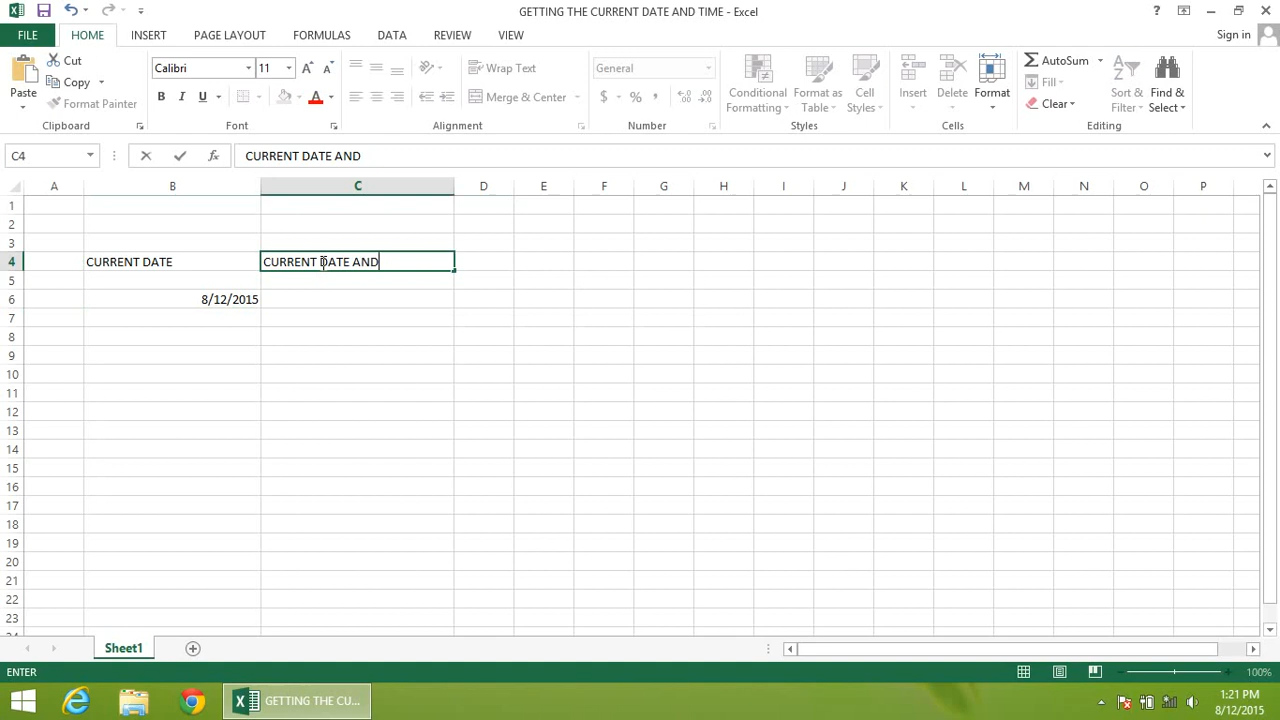 GETTING THE CURRENT DATE AND TIME - Excel
?
FILE HOME INSERT PAGE LAYOUT FORMULAS DATA REVIEW VIEW Sign in
Cut
Copy
Format Painter
Paste
Clipboard
Calibri 11
B I U
Font
Wrap Text
Merge & Center
Alignment
General
$ % ,
Number
Conditional Formatting
Format as Table
Cell Styles
Styles
Insert
Delete
Format
Cells
AutoSum
Fill
Clear
Sort & Filter
Find & Select
Editing
C4 fx CURRENT DATE AND
A B C D E F G H I J K L M N O P
1
2
3
4 CURRENT DATE CURRENT DATE AND
5
6 8/12/2015
7
8
9
10
11
12
13
14
15
16
17
18
19
20
21
22
23
24
Sheet1
ENTER 100%
GETTING THE CU...
1:21 PM
8/12/2015